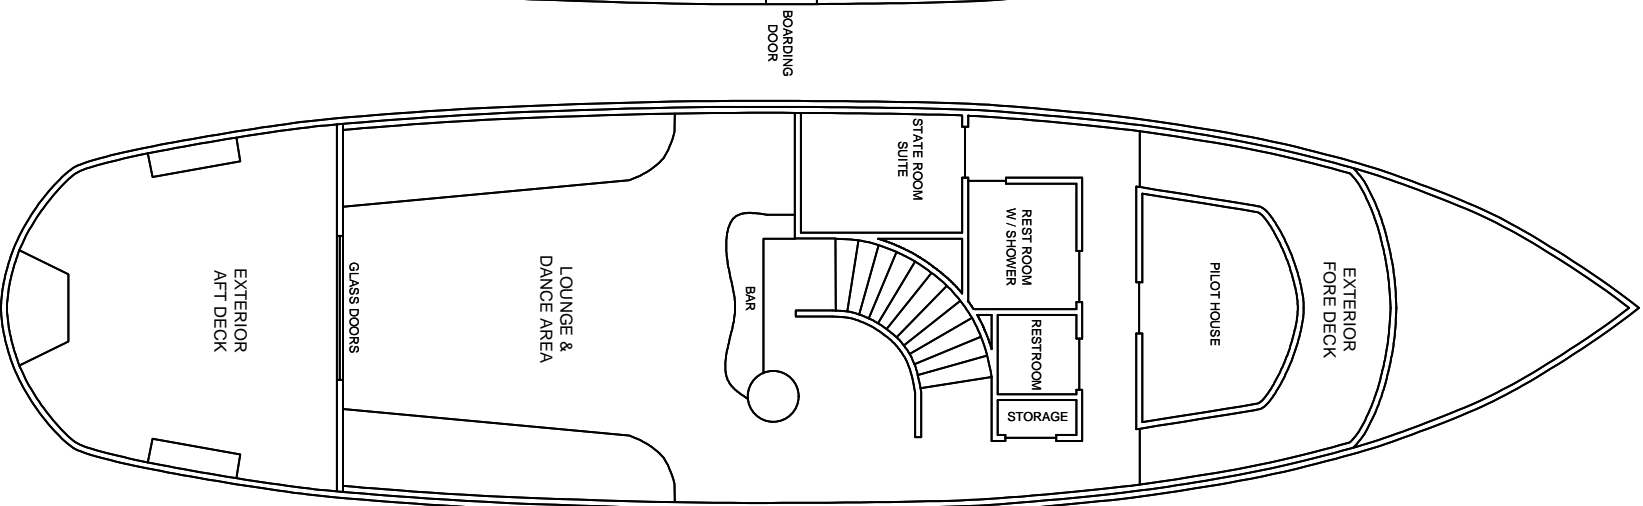 BOARDING
DOOR
STATE ROOM
SUITE
REST ROOM
W / SHOWER
PILOT HOUSE
EXTERIOR
FORE DECK
EXTERIOR
AFT DECK
GLASS DOORS
LOUNGE &
DANCE AREA
BAR
RESTROOM
STORAGE